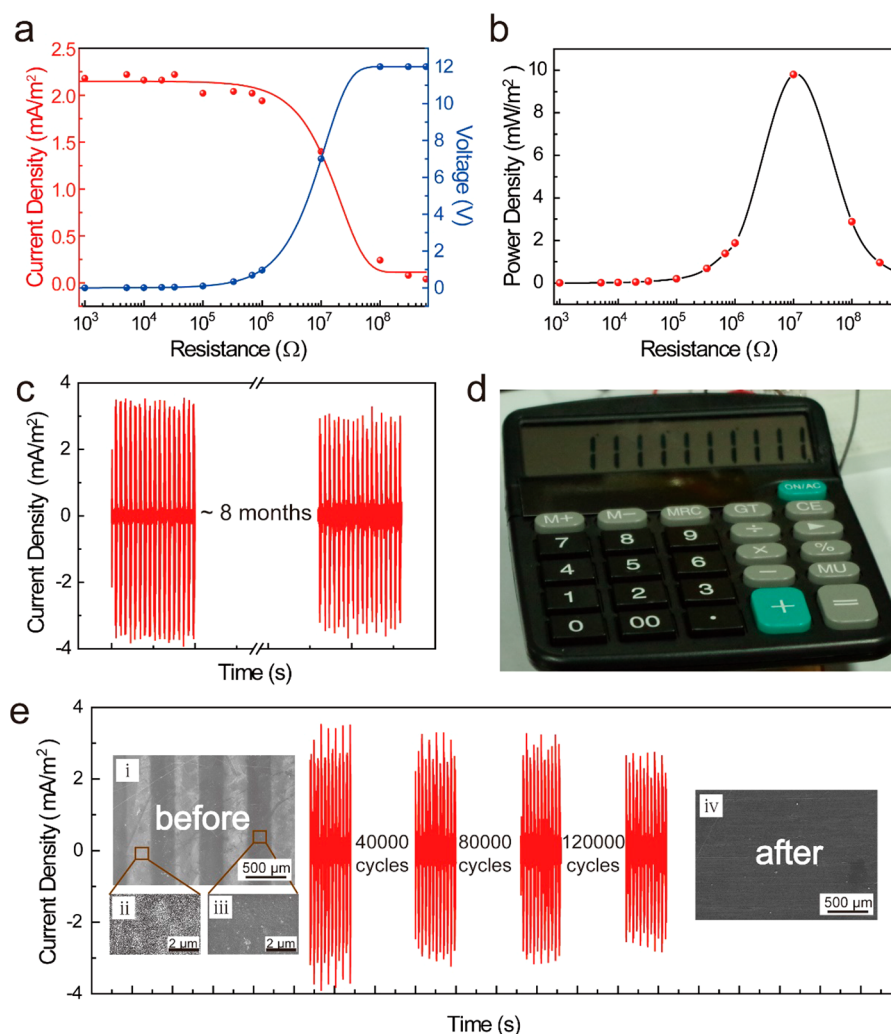 a
Current Density (mA/m²)
2.5
2.0
1.5
1.0
0.5
0.0
12
10
8
6
4
2
0
Voltage (V)
10³ 10⁴ 10⁵ 10⁶ 10⁷ 10⁸
Resistance (Ω)
b
Power Density (mW/m²)
10
8
6
4
2
0
10³ 10⁴ 10⁵ 10⁶ 10⁷ 10⁸
Resistance (Ω)
c
Current Density (mA/m²)
4
2
0
-2
-4
~ 8 months
Time (s)
d
1111111111
ON/AC
M+ M− MRC GT CE
7 8 9 ÷ ▶
4 5 6 × %
1 2 3 − MU
0 00 · + =
e
Current Density (mA/m²)
4
2
0
-2
-4
i
before
500 μm
ii
2 μm
iii
2 μm
40000
cycles
80000
cycles
120000
cycles
iv
after
500 μm
Time (s)